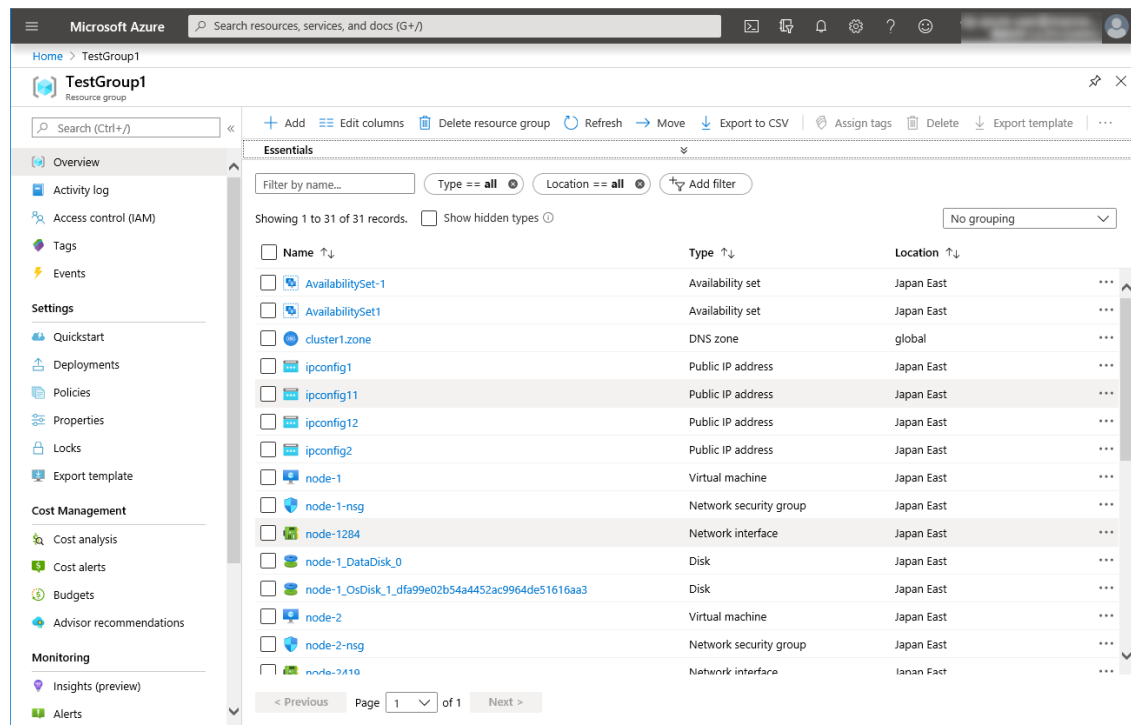 Microsoft Azure
Search resources, services, and docs (G+/)
Home > TestGroup1
TestGroup1
Resource group
Search (Ctrl+/)
«
Overview
Activity log
Access control (IAM)
Tags
Events
Settings
Quickstart
Deployments
Policies
Properties
Locks
Export template
Cost Management
Cost analysis
Cost alerts
Budgets
Advisor recommendations
Monitoring
Insights (preview)
Alerts
Add Edit columns Delete resource group Refresh Move Export to CSV Assign tags Delete Export template ...
Essentials
Filter by name... Type == all Location == all Add filter
Showing 1 to 31 of 31 records. Show hidden types
No grouping
Name ↑↓ Type ↑↓ Location ↑↓
AvailabilitySet-1 Availability set Japan East ...
AvailabilitySet1 Availability set Japan East ...
cluster1.zone DNS zone global ...
ipconfig1 Public IP address Japan East ...
ipconfig11 Public IP address Japan East ...
ipconfig12 Public IP address Japan East ...
ipconfig2 Public IP address Japan East ...
node-1 Virtual machine Japan East ...
node-1-nsg Network security group Japan East ...
node-1284 Network interface Japan East ...
node-1_DataDisk_0 Disk Japan East ...
node-1_OsDisk_1_dfa99e02b54a4452ac9964de51616aa3 Disk Japan East ...
node-2 Virtual machine Japan East ...
node-2-nsg Network security group Japan East ...
node-2419 Network interface Japan East ...
< Previous Page 1 of 1 Next >